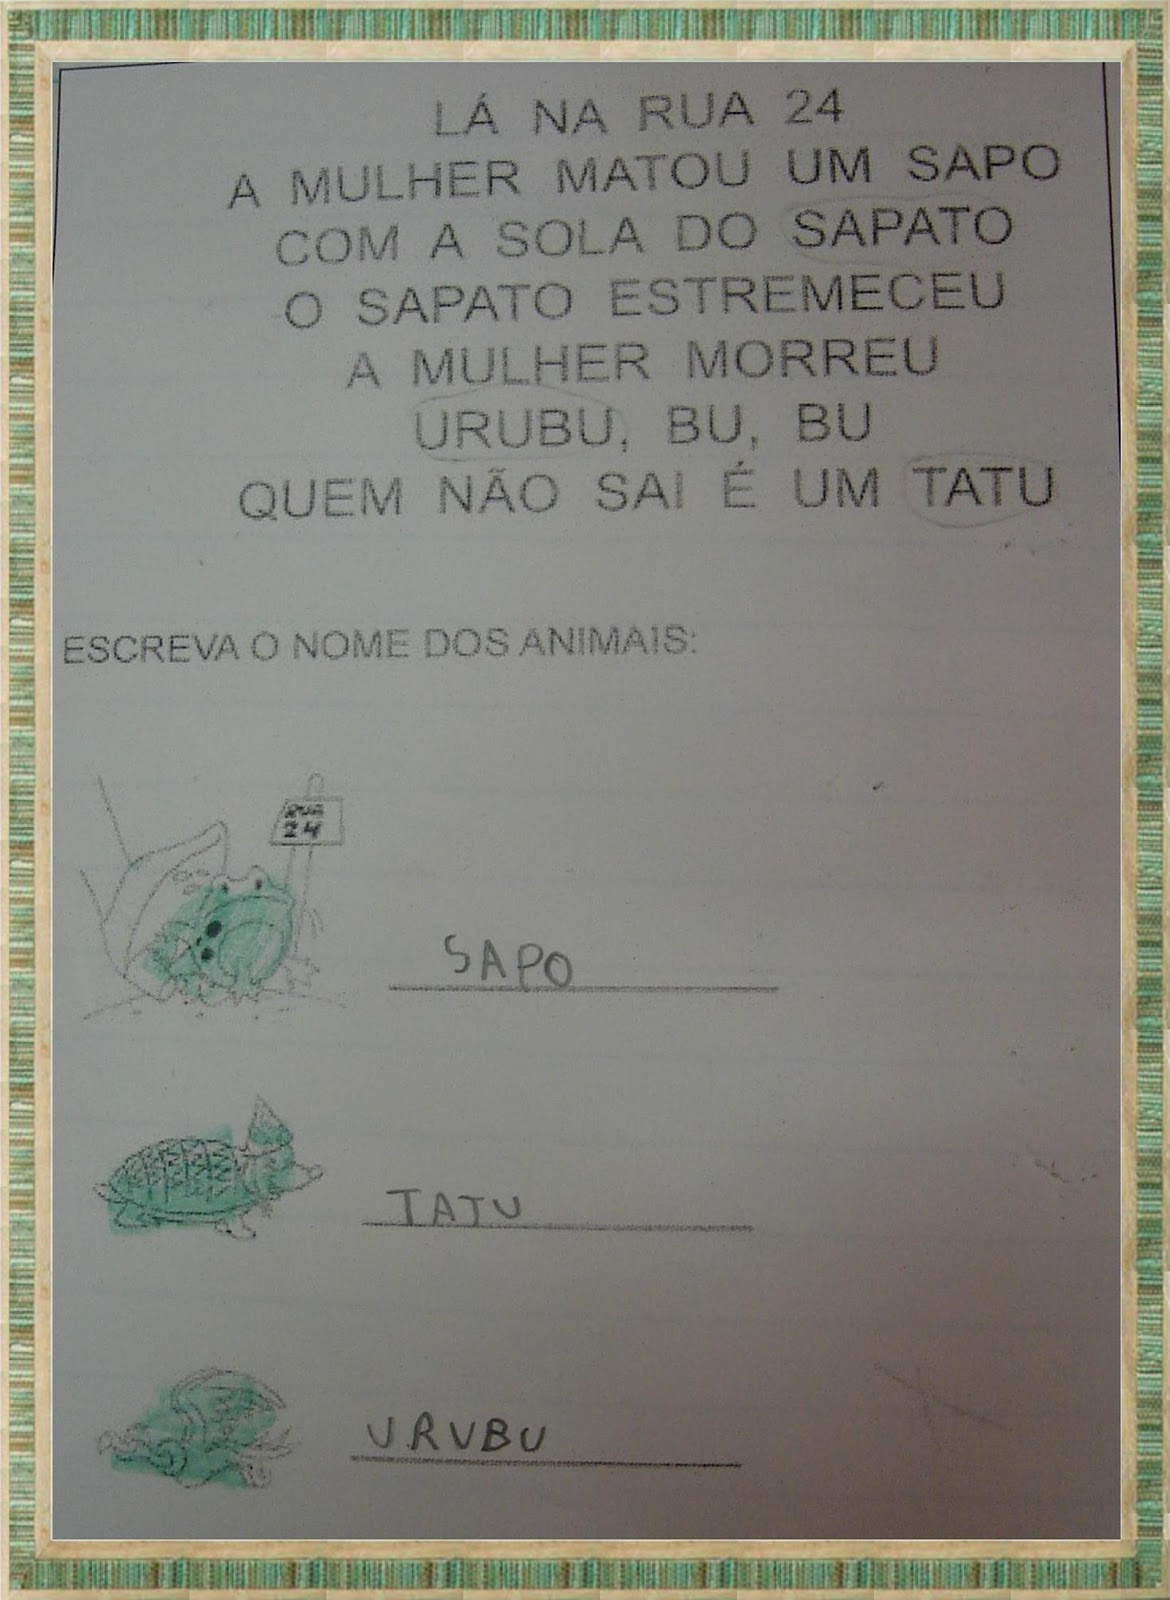 LÁ NA RUA 24
A MULHER MATOU UM SAPO
COM A SOLA DO SAPATO
O SAPATO ESTREMECEU
A MULHER MORREU
URUBU, BU, BU
QUEM NÃO SAI É UM TATU
ESCREVA O NOME DOS ANIMAIS:
RUA
24
SAPO
TATU
URUBU